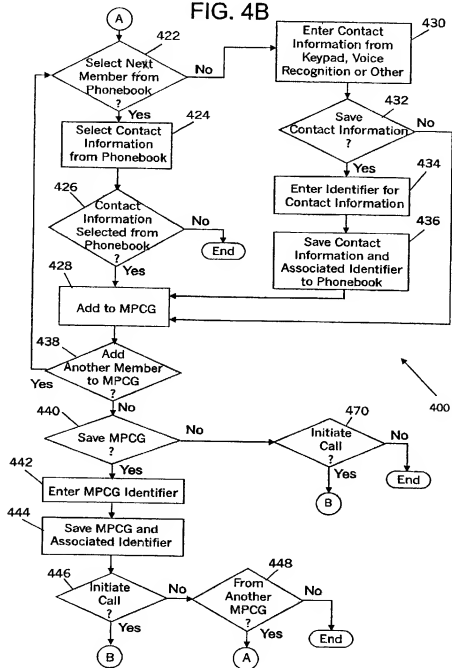 FIG. 4B
A
422
Select Next
Member from
Phonebook
?
No
Yes
430
Enter Contact
Information from
Keypad, Voice
Recognition or Other
424
Select Contact
Information
from Phonebook
432
Save
Contact Information
?
No
Yes
434
Enter Identifier for
Contact Information
426
Contact
Information
Selected from
Phonebook
?
No
End
Yes
436
Save Contact
Information and
Associated Identifier
to Phonebook
428
Add to MPCG
438
Add
Another Member
to MPCG
?
Yes
No
400
440
Save MPCG
?
No
Yes
470
Initiate
Call
?
No
End
Yes
B
442
Enter MPCG Identifier
444
Save MPCG and
Associated Identifier
446
Initiate
Call
?
No
Yes
B
448
From
Another
MPCG
?
No
End
Yes
A